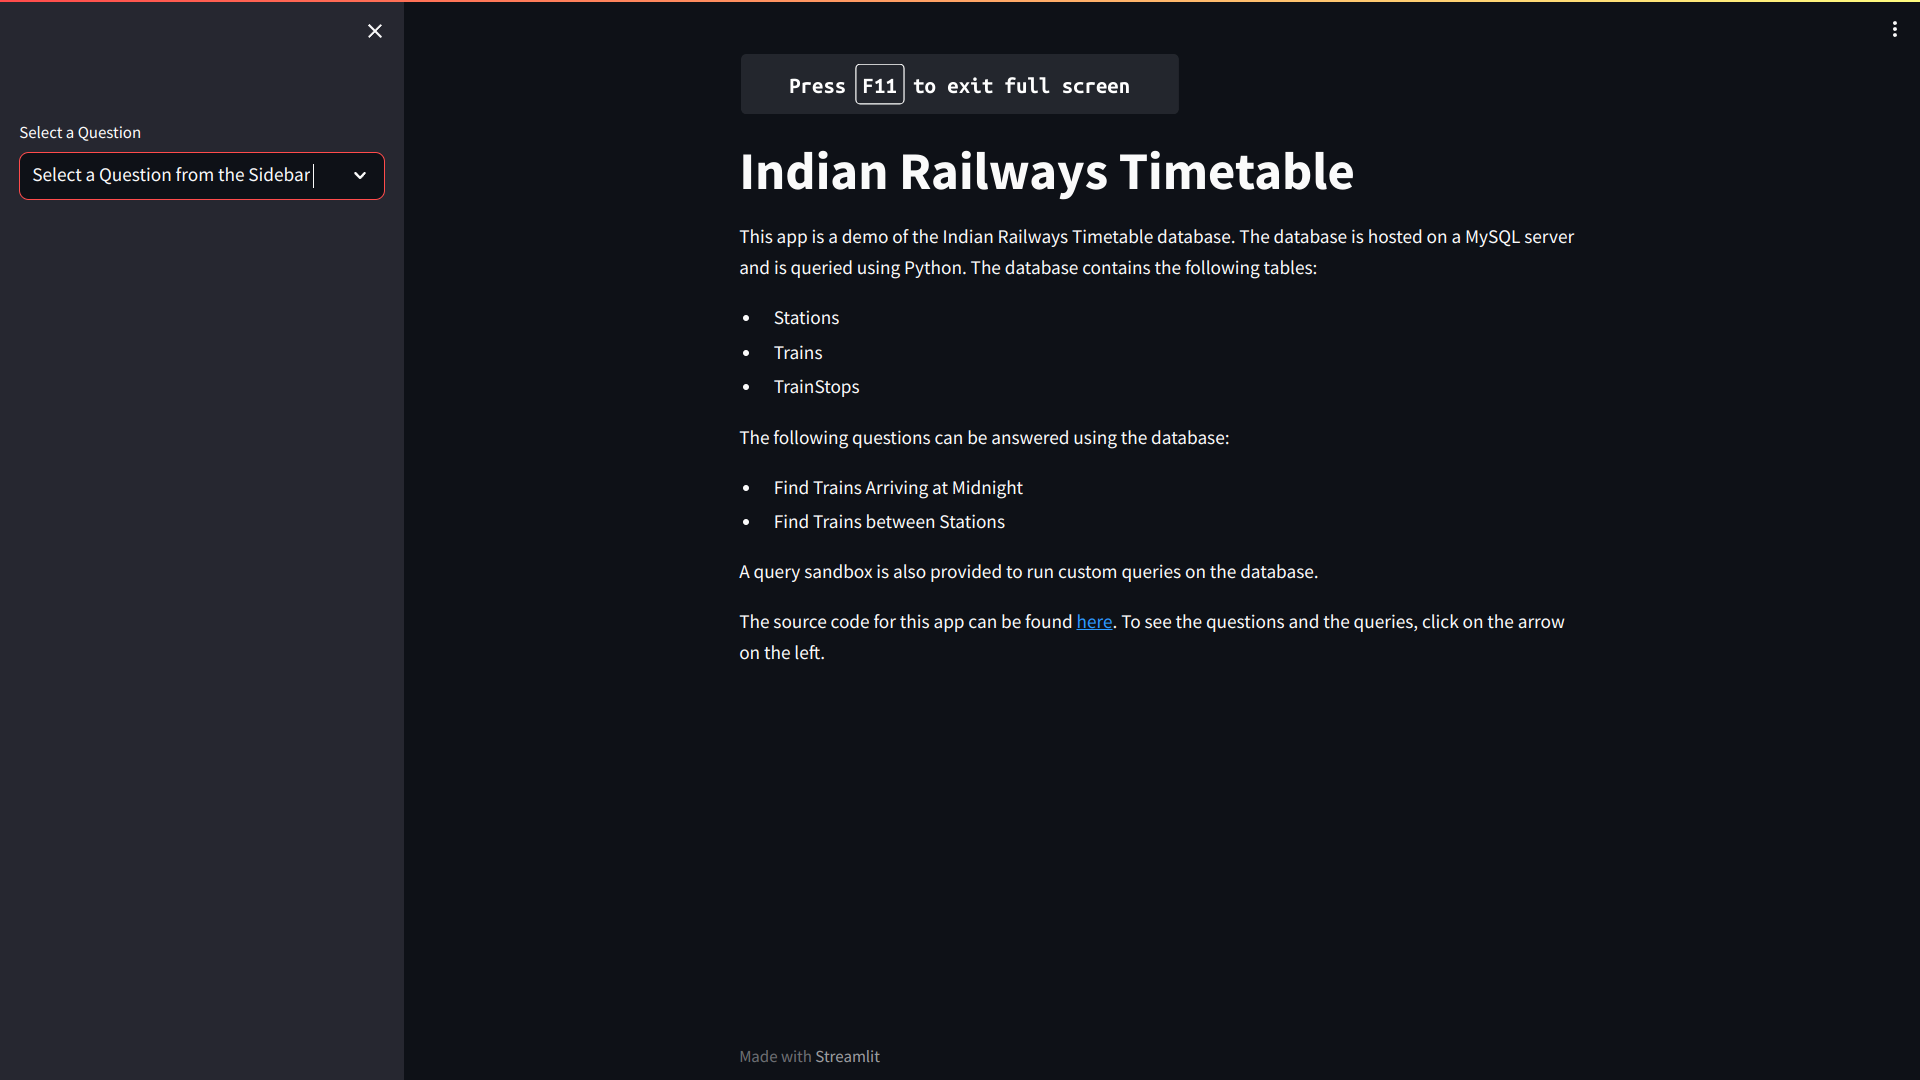 Select a Question
Select a Question from the Sidebar
Press F11 to exit full screen
Indian Railways Timetable
This app is a demo of the Indian Railways Timetable database. The database is hosted on a MySQL server
and is queried using Python. The database contains the following tables:
• Stations
• Trains
• TrainStops
The following questions can be answered using the database:
• Find Trains Arriving at Midnight
• Find Trains between Stations
A query sandbox is also provided to run custom queries on the database.
The source code for this app can be found here. To see the questions and the queries, click on the arrow
on the left.
Made with Streamlit